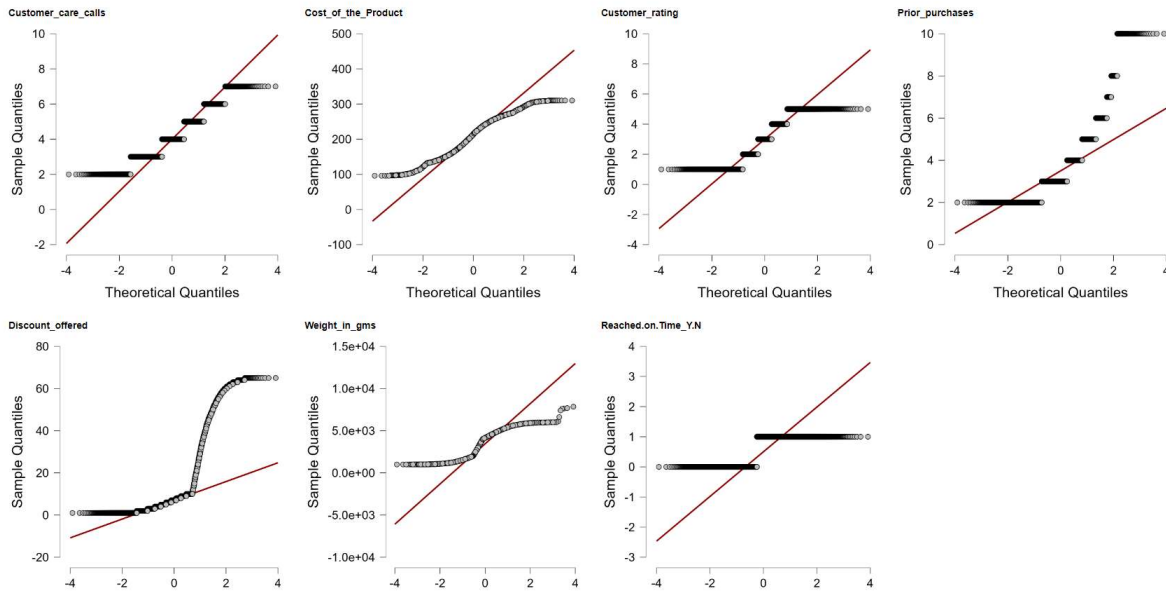 Customer_care_calls
10
8
6
4
2
0
-2
Sample Quantiles
-4 -2 0 2 4
Theoretical Quantiles
Cost_of_the_Product
500
400
300
200
100
0
-100
Sample Quantiles
-4 -2 0 2 4
Theoretical Quantiles
Customer_rating
10
8
6
4
2
0
-2
-4
Sample Quantiles
-4 -2 0 2 4
Theoretical Quantiles
Prior_purchases
10
8
6
4
2
0
Sample Quantiles
-4 -2 0 2 4
Theoretical Quantiles
Discount_offered
80
60
40
20
0
-20
Sample Quantiles
-4 -2 0 2 4
Weight_in_gms
1.5e+04
1.0e+04
5.0e+03
0.0e+00
-5.0e+03
-1.0e+04
Sample Quantiles
-4 -2 0 2 4
Reached.on.Time_Y.N
4
3
2
1
0
-1
-2
-3
Sample Quantiles
-4 -2 0 2 4